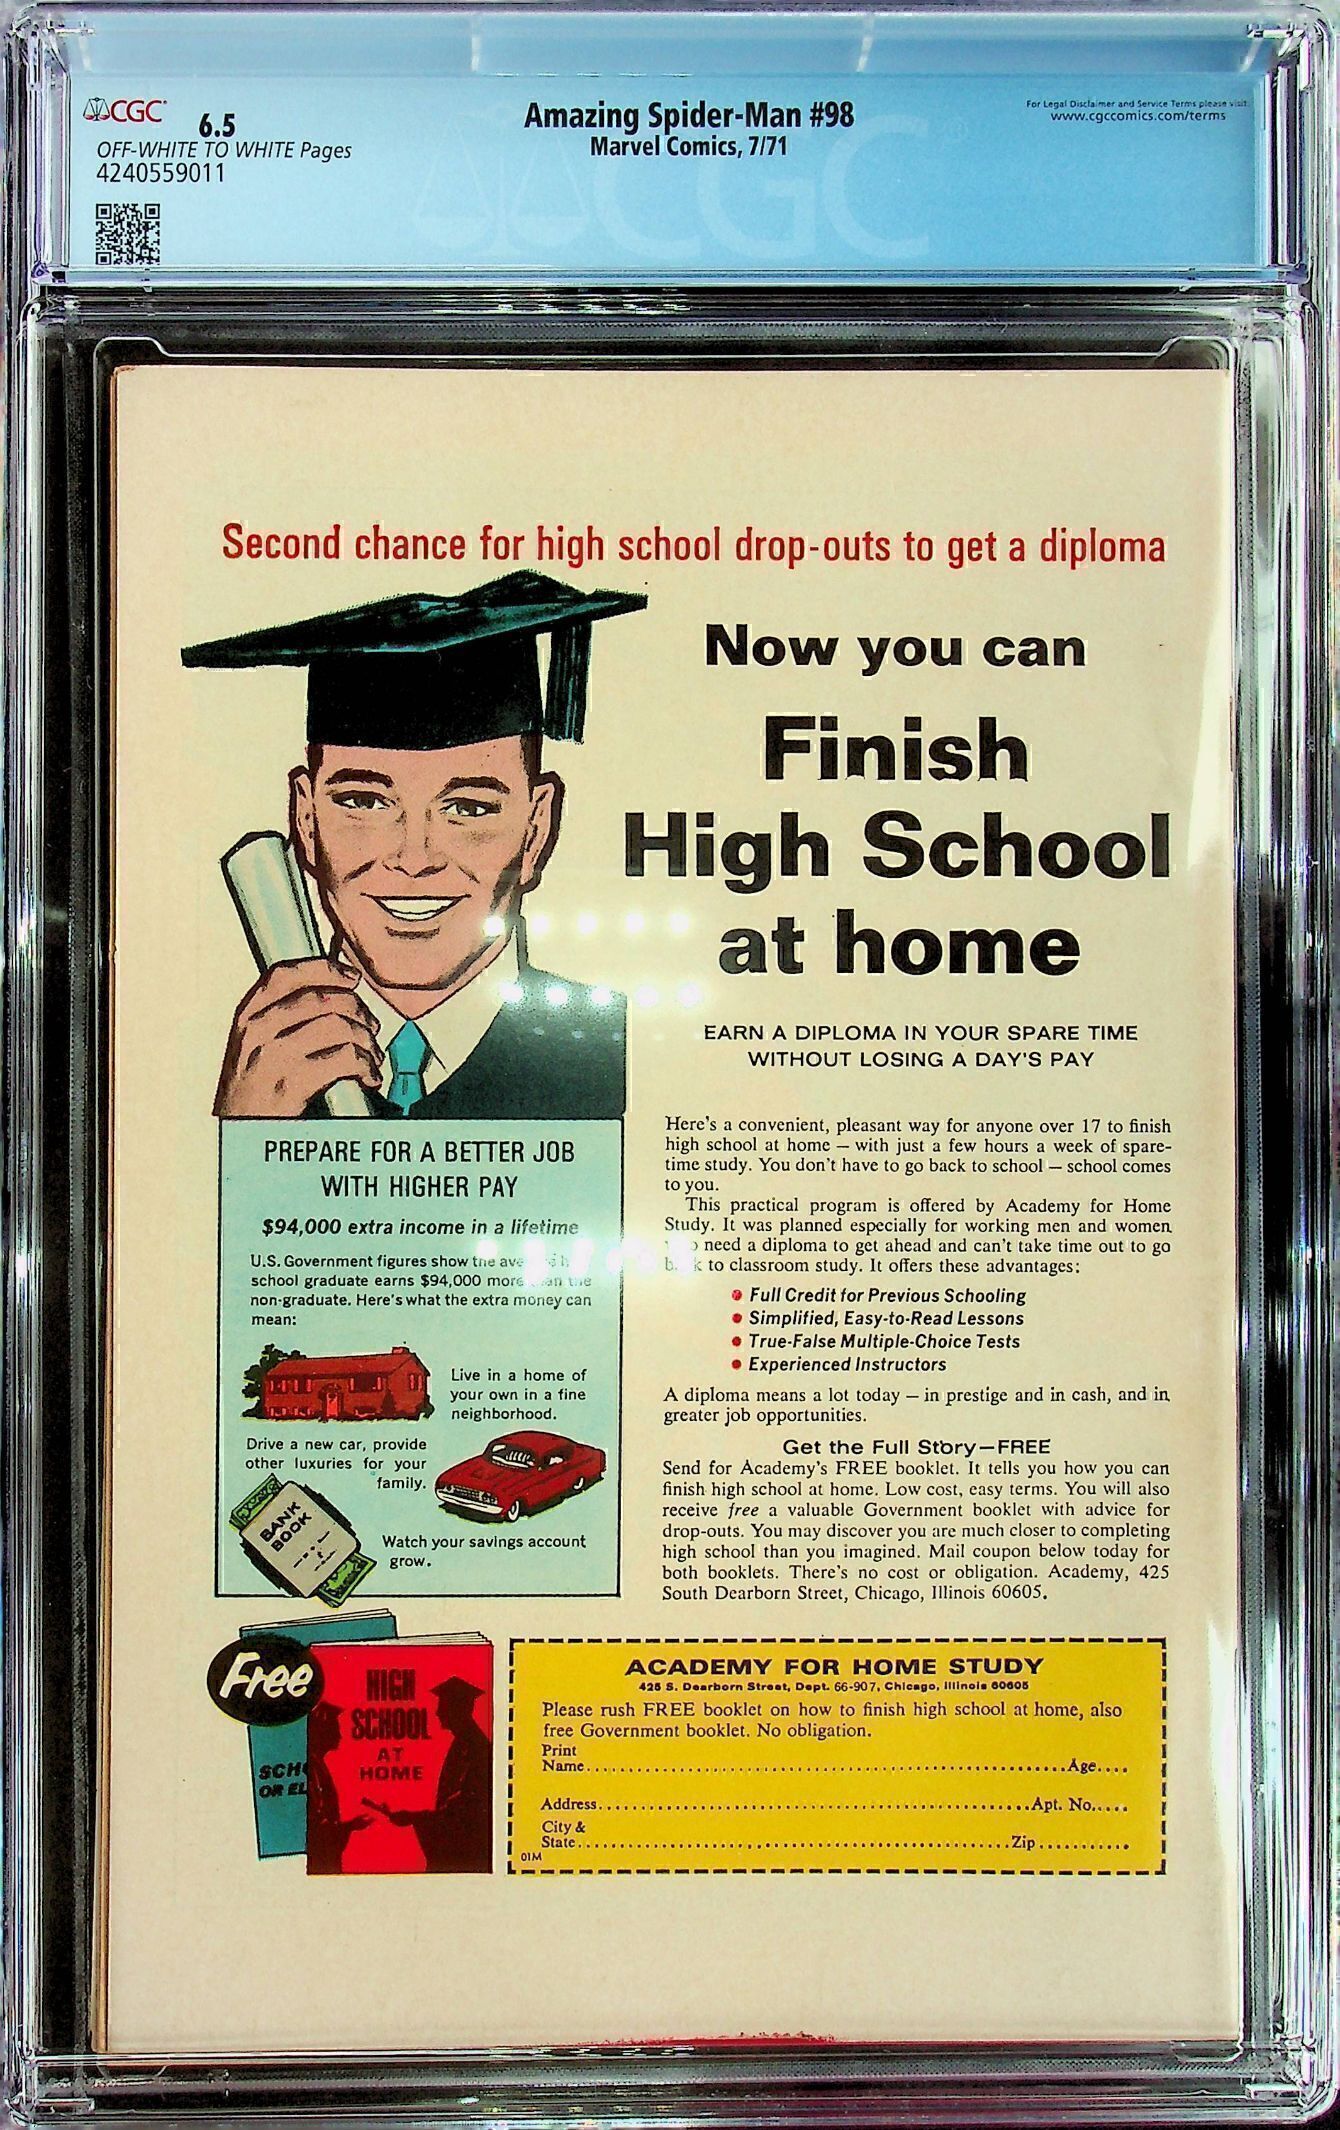 CGC
6.5
OFF-WHITE TO WHITE Pages
4240559011
Amazing Spider-Man #98
Marvel Comics, 7/71
For Legal Disclaimer and Service Terms please visit
www.cgccomics.com/terms
CGC
Second chance for high school drop-outs to get a diploma
Now you can
Finish
High School
at home
EARN A DIPLOMA IN YOUR SPARE TIME
WITHOUT LOSING A DAY'S PAY
PREPARE FOR A BETTER JOB
WITH HIGHER PAY
$94,000 extra income in a lifetime
U.S. Government figures show the
school graduate earns $94,000 more the
non-graduate. Here's what the extra money can
mean:
Live in a home of
your own in a fine
neighborhood.
Drive a new car, provide
other luxuries for your
family.
BANK
BOOK
Watch your savings account
grow.
Here's a convenient, pleasant way for anyone over 17 to finish
high school at home — with just a few hours a week of spare-
time study. You don't have to go back to school — school comes
to you.
This practical program is offered by Academy for Home
Study. It was planned especially for working men and women
need a diploma to get ahead and can't take time out to go
to classroom study. It offers these advantages:
• Full Credit for Previous Schooling
• Simplified, Easy-to-Read Lessons
• True-False Multiple-Choice Tests
• Experienced Instructors
A diploma means a lot today — in prestige and in cash, and in
greater job opportunities.
Get the Full Story—FREE
Send for Academy's FREE booklet. It tells you how you can
finish high school at home. Low cost, easy terms. You will also
receive free a valuable Government booklet with advice for
drop-outs. You may discover you are much closer to completing
high school than you imagined. Mail coupon below today for
both booklets. There's no cost or obligation. Academy, 425
South Dearborn Street, Chicago, Illinois 60605.
Free
HIGH
SCHOOL
AT
HOME
SCH
OR EL
ACADEMY FOR HOME STUDY
425 S. Dearborn Street, Dept. 66-907, Chicago, Illinois 60605
Please rush FREE booklet on how to finish high school at home, also
free Government booklet. No obligation.
Print
Name Age
Address Apt. No.
City &
State Zip
01M